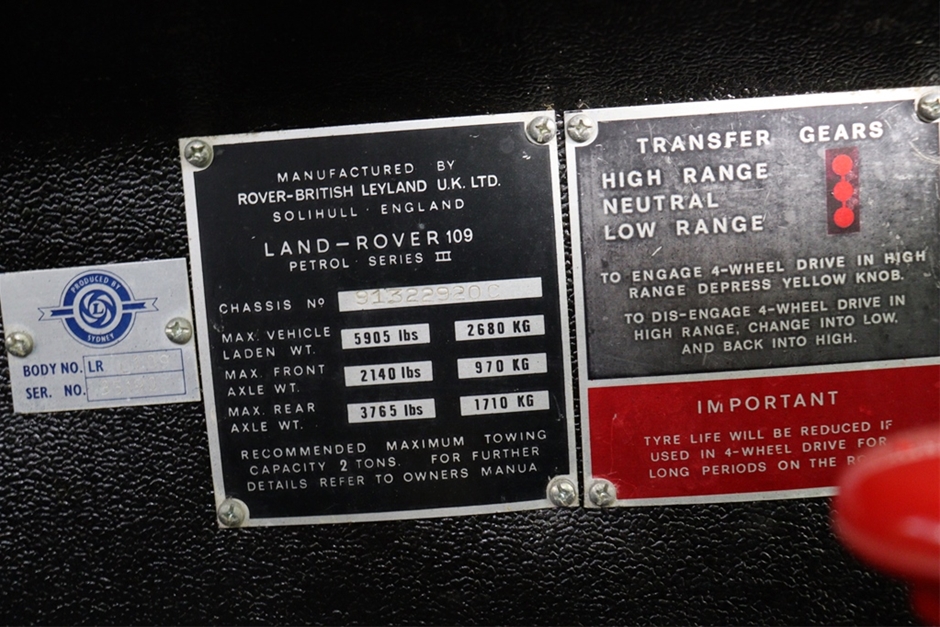 PRODUCED BY
L
SYDNEY
BODY NO. LR
SER. NO.
MANUFACTURED BY
ROVER-BRITISH LEYLAND U.K. LTD.
SOLIHULL · ENGLAND
LAND-ROVER 109
PETROL · SERIES III
CHASSIS Nº
MAX. VEHICLE LADEN WT. 5905 lbs 2680 KG
MAX. FRONT AXLE WT. 2140 lbs 970 KG
MAX. REAR AXLE WT. 3765 lbs 1710 KG
RECOMMENDED MAXIMUM TOWING
CAPACITY 2 TONS. FOR FURTHER
DETAILS REFER TO OWNERS MANUA
TRANSFER GEARS
HIGH RANGE
NEUTRAL
LOW RANGE
TO ENGAGE 4-WHEEL DRIVE IN HIGH
RANGE DEPRESS YELLOW KNOB.
TO DIS-ENGAGE 4-WHEEL DRIVE IN
HIGH RANGE, CHANGE INTO LOW,
AND BACK INTO HIGH.
IMPORTANT
TYRE LIFE WILL BE REDUCED IF
USED IN 4-WHEEL DRIVE FOR
LONG PERIODS ON THE